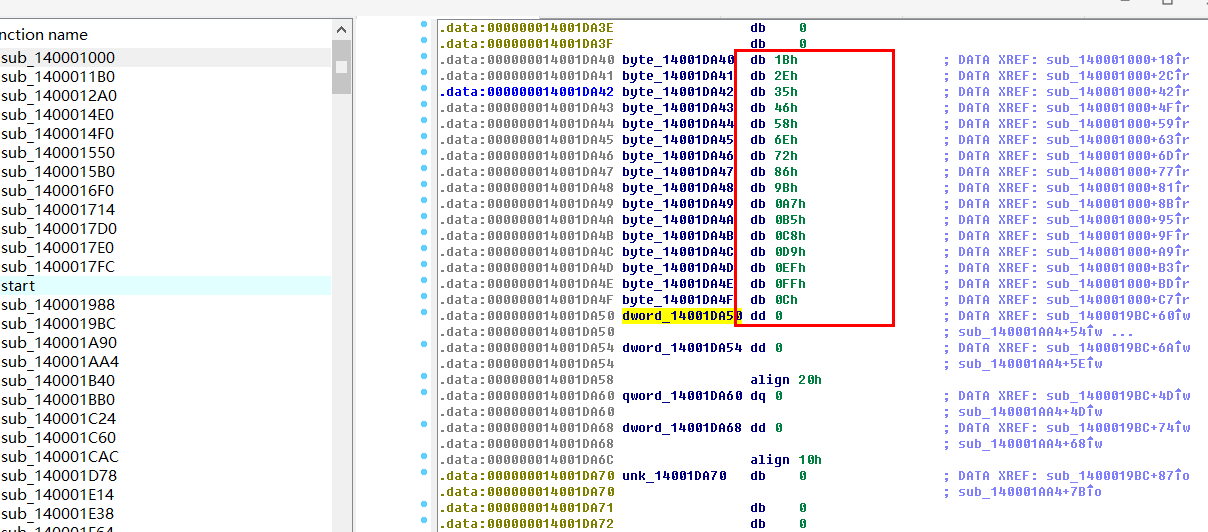 nction name
sub_140001000
sub_1400011B0
sub_1400012A0
sub_1400014E0
sub_1400014F0
sub_140001550
sub_1400015B0
sub_1400016F0
sub_140001714
sub_1400017D0
sub_1400017E0
sub_1400017FC
start
sub_140001988
sub_1400019BC
sub_140001A90
sub_140001AA4
sub_140001B40
sub_140001BB0
sub_140001C24
sub_140001C60
sub_140001CAC
sub_140001D78
sub_140001E14
sub_140001E38
.data:000000014001DA3E db 0
.data:000000014001DA3F db 0
.data:000000014001DA40 byte_14001DA40 db 1Bh ; DATA XREF: sub_140001000+18↑r
.data:000000014001DA41 byte_14001DA41 db 2Eh ; DATA XREF: sub_140001000+2C↑r
.data:000000014001DA42 byte_14001DA42 db 35h ; DATA XREF: sub_140001000+42↑r
.data:000000014001DA43 byte_14001DA43 db 46h ; DATA XREF: sub_140001000+4F↑r
.data:000000014001DA44 byte_14001DA44 db 58h ; DATA XREF: sub_140001000+59↑r
.data:000000014001DA45 byte_14001DA45 db 6Eh ; DATA XREF: sub_140001000+63↑r
.data:000000014001DA46 byte_14001DA46 db 72h ; DATA XREF: sub_140001000+6D↑r
.data:000000014001DA47 byte_14001DA47 db 86h ; DATA XREF: sub_140001000+77↑r
.data:000000014001DA48 byte_14001DA48 db 9Bh ; DATA XREF: sub_140001000+81↑r
.data:000000014001DA49 byte_14001DA49 db 0A7h ; DATA XREF: sub_140001000+8B↑r
.data:000000014001DA4A byte_14001DA4A db 0B5h ; DATA XREF: sub_140001000+95↑r
.data:000000014001DA4B byte_14001DA4B db 0C8h ; DATA XREF: sub_140001000+9F↑r
.data:000000014001DA4C byte_14001DA4C db 0D9h ; DATA XREF: sub_140001000+A9↑r
.data:000000014001DA4D byte_14001DA4D db 0EFh ; DATA XREF: sub_140001000+B3↑r
.data:000000014001DA4E byte_14001DA4E db 0FFh ; DATA XREF: sub_140001000+BD↑r
.data:000000014001DA4F byte_14001DA4F db 0Ch ; DATA XREF: sub_140001000+C7↑r
.data:000000014001DA50 dword_14001DA50 dd 0 ; DATA XREF: sub_1400019BC+60↑w
.data:000000014001DA50 ; sub_140001AA4+54↑w ...
.data:000000014001DA54 dword_14001DA54 dd 0 ; DATA XREF: sub_1400019BC+6A↑w
.data:000000014001DA54 ; sub_140001AA4+5E↑w
.data:000000014001DA58 align 20h
.data:000000014001DA60 qword_14001DA60 dq 0 ; DATA XREF: sub_1400019BC+4D↑w
.data:000000014001DA60 ; sub_140001AA4+4D↑w
.data:000000014001DA68 dword_14001DA68 dd 0 ; DATA XREF: sub_1400019BC+74↑w
.data:000000014001DA68 ; sub_140001AA4+68↑w
.data:000000014001DA6C align 10h
.data:000000014001DA70 unk_14001DA70 db 0 ; DATA XREF: sub_1400019BC+87↑o
.data:000000014001DA70 ; sub_140001AA4+7B↑o
.data:000000014001DA71 db 0
.data:000000014001DA72 db 0